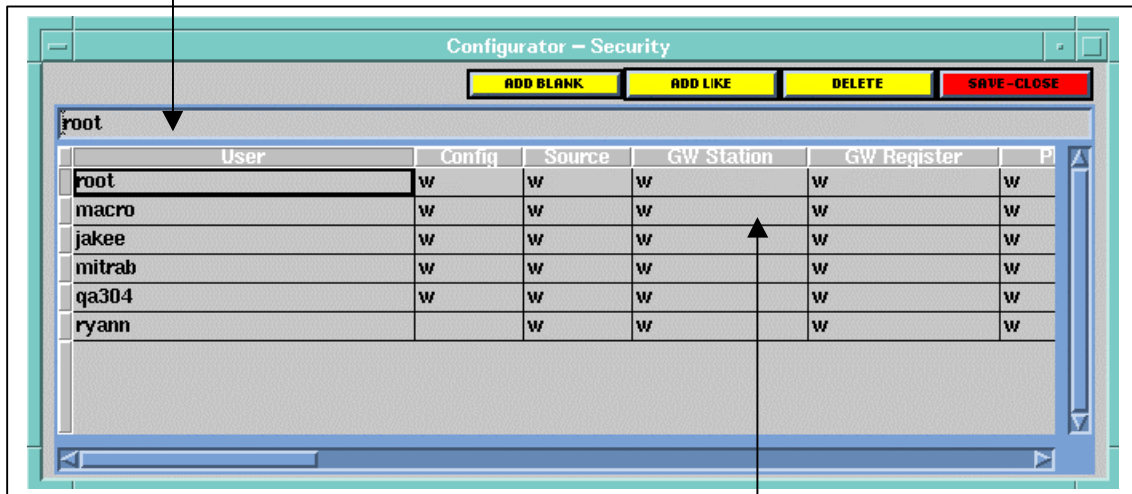 Configurator – Security
ADD BLANK ADD LIKE DELETE SAVE-CLOSE
root
User Config Source GW Station GW Register
root w w w w w
macro w w w w w
jakee w w w w w
mitrab w w w w w
qa304 w w w w w
ryann w w w w